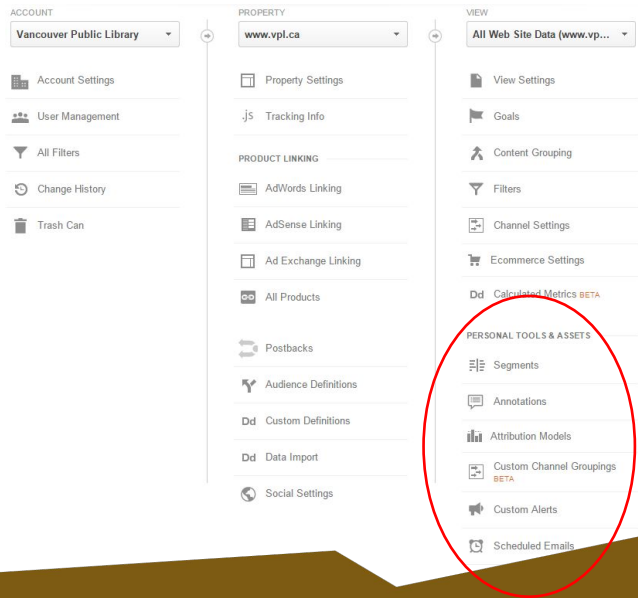 ACCOUNT
Vancouver Public Library
Account Settings
User Management
All Filters
Change History
Trash Can
PROPERTY
www.vpl.ca
Property Settings
.js Tracking Info
PRODUCT LINKING
AdWords Linking
AdSense Linking
Ad Exchange Linking
All Products
Postbacks
Audience Definitions
Dd Custom Definitions
Dd Data Import
Social Settings
VIEW
All Web Site Data (www.vp...
View Settings
Goals
Content Grouping
Filters
Channel Settings
Ecommerce Settings
Dd Calculated Metrics BETA
PERSONAL TOOLS & ASSETS
Segments
Annotations
Attribution Models
Custom Channel Groupings
BETA
Custom Alerts
Scheduled Emails